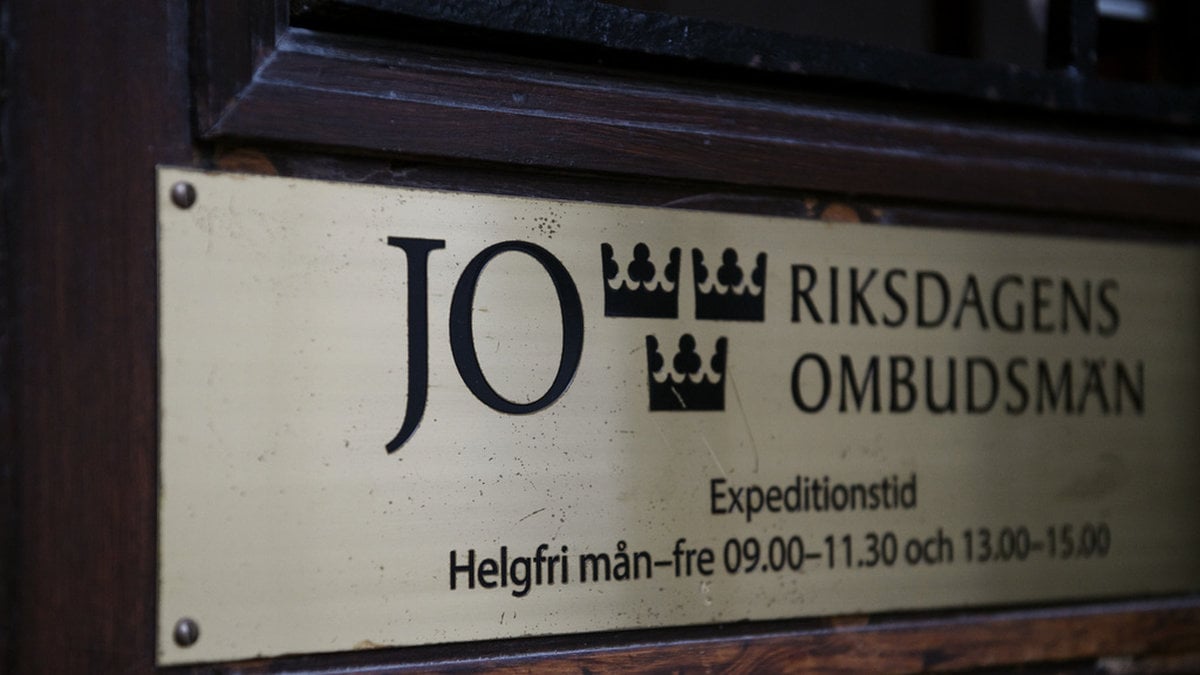 JO RIKSDAGENS
OMBUDSMÄN
Expeditionstid
Helgfri mån–fre 09.00–11.30 och 13.00–15.00